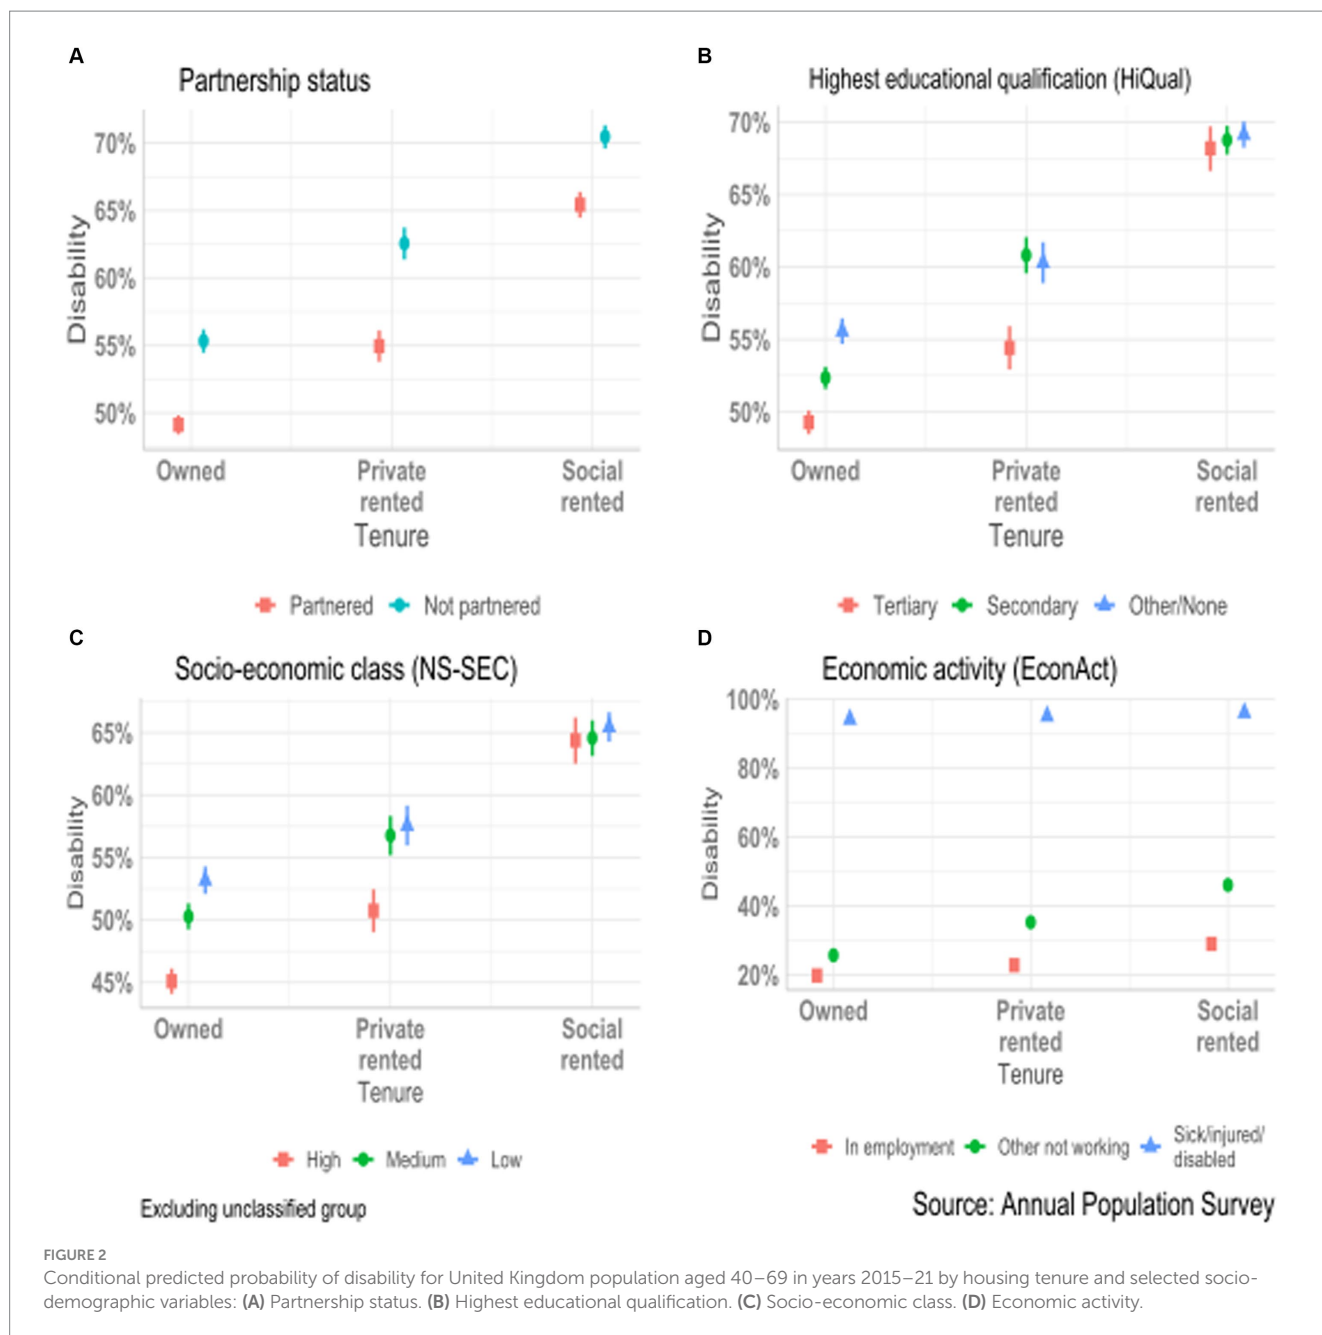 A
Partnership status
70%
65%
60%
55%
50%
Disability
Owned
Private rented
Social rented
Tenure
Partnered
Not partnered
B
Highest educational qualification (HiQual)
70%
65%
60%
55%
50%
Disability
Owned
Private rented
Social rented
Tenure
Tertiary
Secondary
Other/None
C
Socio-economic class (NS-SEC)
65%
60%
55%
50%
45%
Disability
Owned
Private rented
Social rented
Tenure
High
Medium
Low
Excluding unclassified group
D
Economic activity (EconAct)
100%
80%
60%
40%
20%
Disability
Owned
Private rented
Social rented
Tenure
In employment
Other not working
Sick/injured/
disabled
Source: Annual Population Survey
FIGURE 2
Conditional predicted probability of disability for United Kingdom population aged 40–69 in years 2015–21 by housing tenure and selected socio-
demographic variables: (A) Partnership status. (B) Highest educational qualification. (C) Socio-economic class. (D) Economic activity.